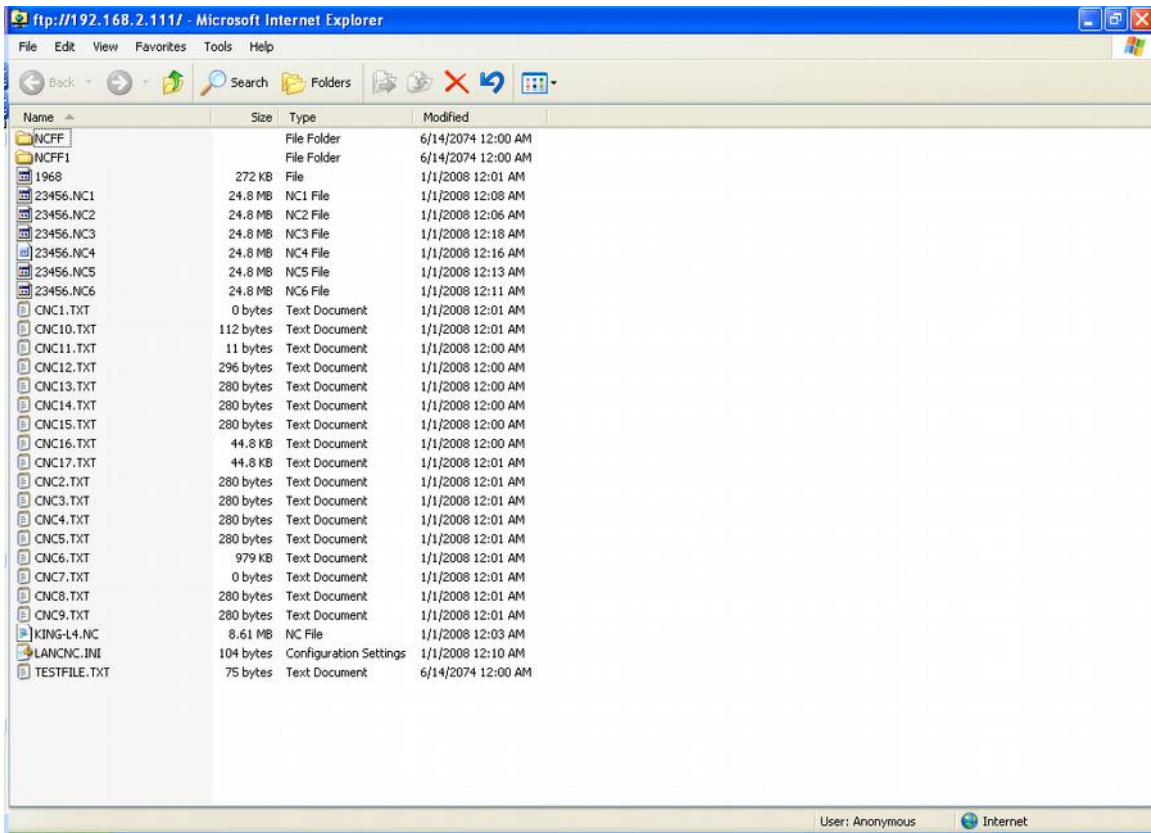 ftp://192.168.2.111/ - Microsoft Internet Explorer
File Edit View Favorites Tools Help
Back Search Folders
Name Size Type Modified
NCFF File Folder 6/14/2074 12:00 AM
NCFF1 File Folder 6/14/2074 12:00 AM
1968 272 KB File 1/1/2008 12:01 AM
23456.NC1 24.8 MB NC1 File 1/1/2008 12:08 AM
23456.NC2 24.8 MB NC2 File 1/1/2008 12:06 AM
23456.NC3 24.8 MB NC3 File 1/1/2008 12:18 AM
23456.NC4 24.8 MB NC4 File 1/1/2008 12:16 AM
23456.NC5 24.8 MB NC5 File 1/1/2008 12:13 AM
23456.NC6 24.8 MB NC6 File 1/1/2008 12:11 AM
CNC1.TXT 0 bytes Text Document 1/1/2008 12:01 AM
CNC10.TXT 112 bytes Text Document 1/1/2008 12:01 AM
CNC11.TXT 11 bytes Text Document 1/1/2008 12:00 AM
CNC12.TXT 296 bytes Text Document 1/1/2008 12:00 AM
CNC13.TXT 280 bytes Text Document 1/1/2008 12:00 AM
CNC14.TXT 280 bytes Text Document 1/1/2008 12:00 AM
CNC15.TXT 280 bytes Text Document 1/1/2008 12:00 AM
CNC16.TXT 44.8 KB Text Document 1/1/2008 12:00 AM
CNC17.TXT 44.8 KB Text Document 1/1/2008 12:01 AM
CNC2.TXT 280 bytes Text Document 1/1/2008 12:01 AM
CNC3.TXT 280 bytes Text Document 1/1/2008 12:01 AM
CNC4.TXT 280 bytes Text Document 1/1/2008 12:01 AM
CNC5.TXT 280 bytes Text Document 1/1/2008 12:01 AM
CNC6.TXT 979 KB Text Document 1/1/2008 12:01 AM
CNC7.TXT 0 bytes Text Document 1/1/2008 12:01 AM
CNC8.TXT 280 bytes Text Document 1/1/2008 12:01 AM
CNC9.TXT 280 bytes Text Document 1/1/2008 12:01 AM
KING-L4.NC 8.61 MB NC File 1/1/2008 12:03 AM
LANCNC.INI 104 bytes Configuration Settings 1/1/2008 12:10 AM
TESTFILE.TXT 75 bytes Text Document 6/14/2074 12:00 AM
User: Anonymous Internet